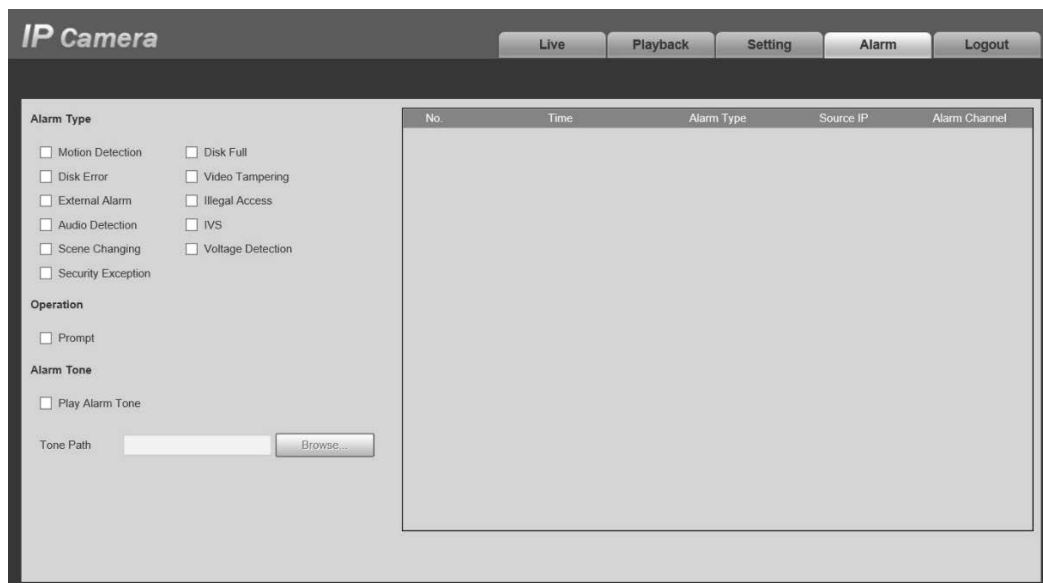 IP Camera
Live Playback Setting Alarm Logout
Alarm Type
Motion Detection Disk Full
Disk Error Video Tampering
External Alarm Illegal Access
Audio Detection IVS
Scene Changing Voltage Detection
Security Exception
Operation
Prompt
Alarm Tone
Play Alarm Tone
Tone Path Browse...
No. Time Alarm Type Source IP Alarm Channel